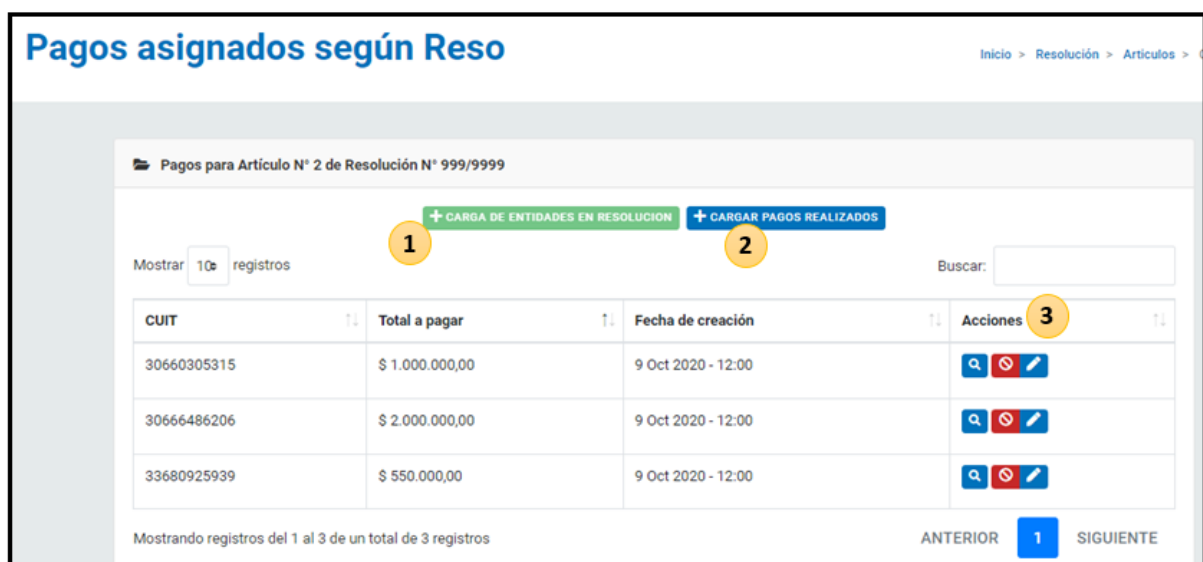 Pagos asignados según Reso
Inicio > Resolución > Articulos >
Pagos para Artículo N° 2 de Resolución N° 999/9999
+ CARGA DE ENTIDADES EN RESOLUCION + CARGAR PAGOS REALIZADOS
1 2
Mostrar 10 registros Buscar:
CUIT Total a pagar Fecha de creación Acciones 3
30660305315 $ 1.000.000,00 9 Oct 2020 - 12:00
30666486206 $ 2.000.000,00 9 Oct 2020 - 12:00
33680925939 $ 550.000,00 9 Oct 2020 - 12:00
Mostrando registros del 1 al 3 de un total de 3 registros ANTERIOR 1 SIGUIENTE